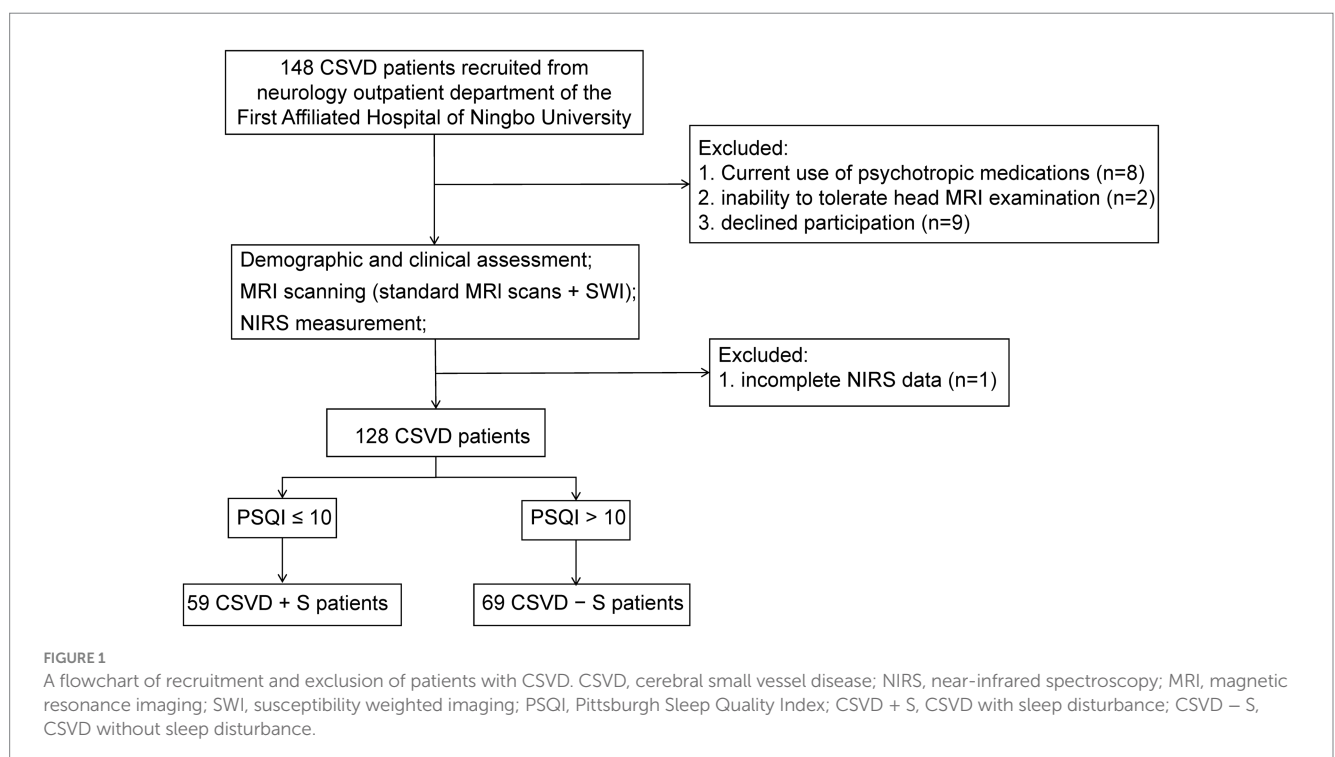 148 CSVD patients recruited from
neurology outpatient department of the
First Affiliated Hospital of Ningbo University
Excluded:
1. Current use of psychotropic medications (n=8)
2. inability to tolerate head MRI examination (n=2)
3. declined participation (n=9)
Demographic and clinical assessment;
MRI scanning (standard MRI scans + SWI);
NIRS measurement;
Excluded:
1. incomplete NIRS data (n=1)
128 CSVD patients
PSQI ≤ 10
PSQI > 10
59 CSVD + S patients
69 CSVD − S patients
FIGURE 1
A flowchart of recruitment and exclusion of patients with CSVD. CSVD, cerebral small vessel disease; NIRS, near-infrared spectroscopy; MRI, magnetic
resonance imaging; SWI, susceptibility weighted imaging; PSQI, Pittsburgh Sleep Quality Index; CSVD + S, CSVD with sleep disturbance; CSVD − S,
CSVD without sleep disturbance.